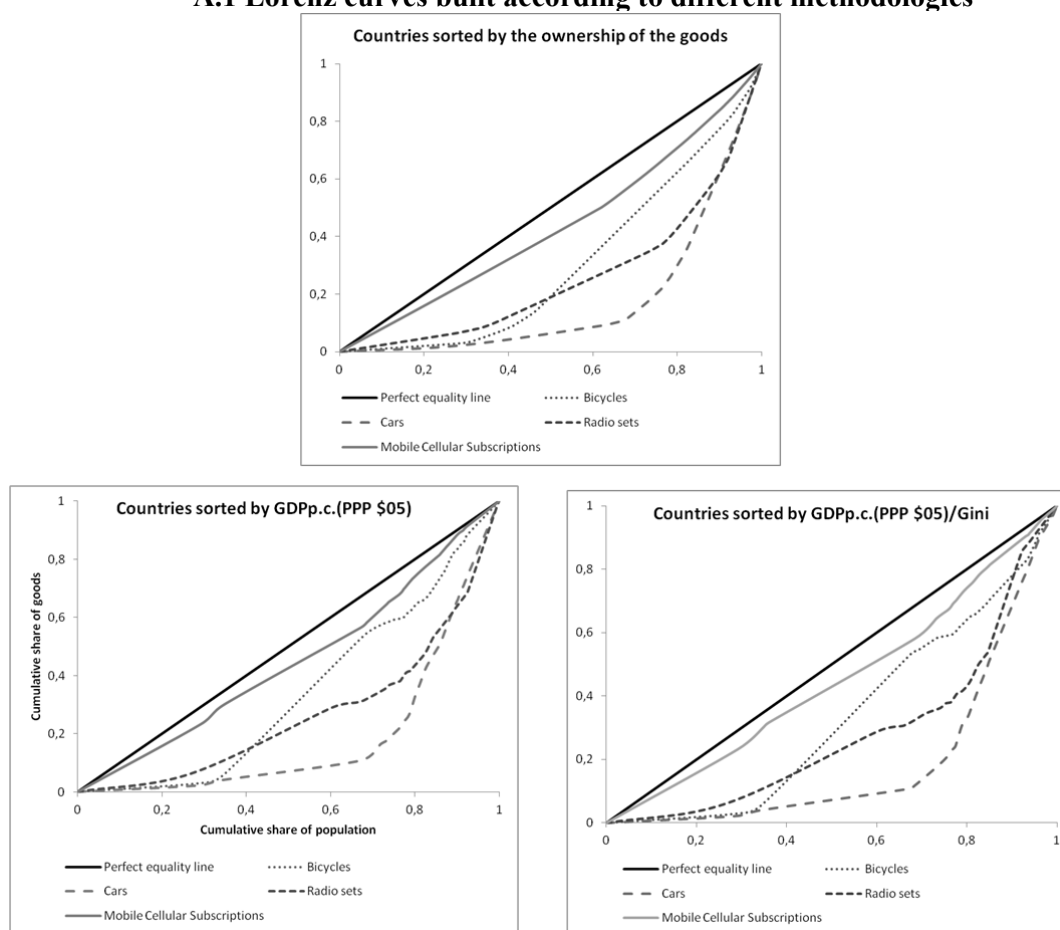 A.1 Lorenz curves built according to different methodologies
Countries sorted by the ownership of the goods
1
0,8
0,6
0,4
0,2
0
0 0,2 0,4 0,6 0,8 1
Perfect equality line Bicycles
Cars Radio sets
Mobile Cellular Subscriptions
Countries sorted by GDPp.c.(PPP $05)
Cumulative share of goods
1
0,8
0,6
0,4
0,2
0
0 0,2 0,4 0,6 0,8 1
Cumulative share of population
Perfect equality line Bicycles
Cars Radio sets
Mobile Cellular Subscriptions
Countries sorted by GDPp.c.(PPP $05)/Gini
1
0,8
0,6
0,4
0,2
0
0 0,2 0,4 0,6 0,8 1
Perfect equality line Bicycles
Cars Radio sets
Mobile Cellular Subscriptions